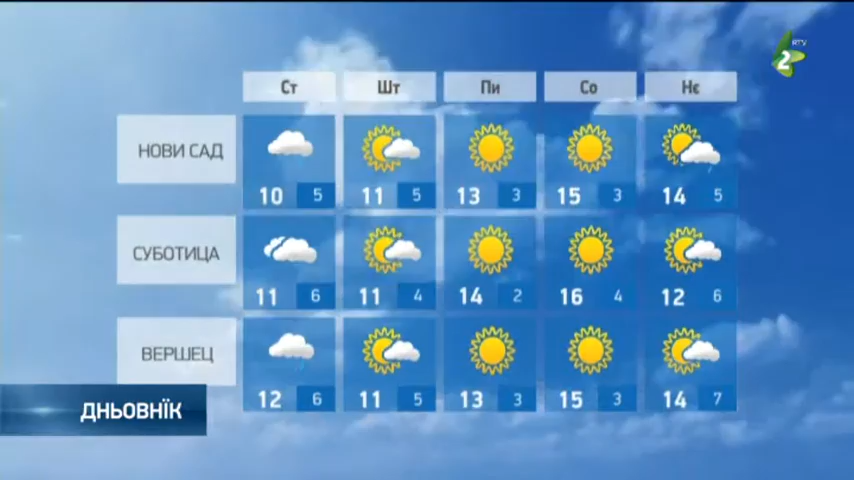 RTV
2
Ст Шт Пи Со Нє
НОВИ САД
10 5 11 5 13 3 15 3 14 5
СУБОТИЦА
11 6 11 4 14 2 16 4 12 6
ВЕРШЕЦ
12 6 11 5 13 3 15 3 14 7
ДНЬОВНЇК